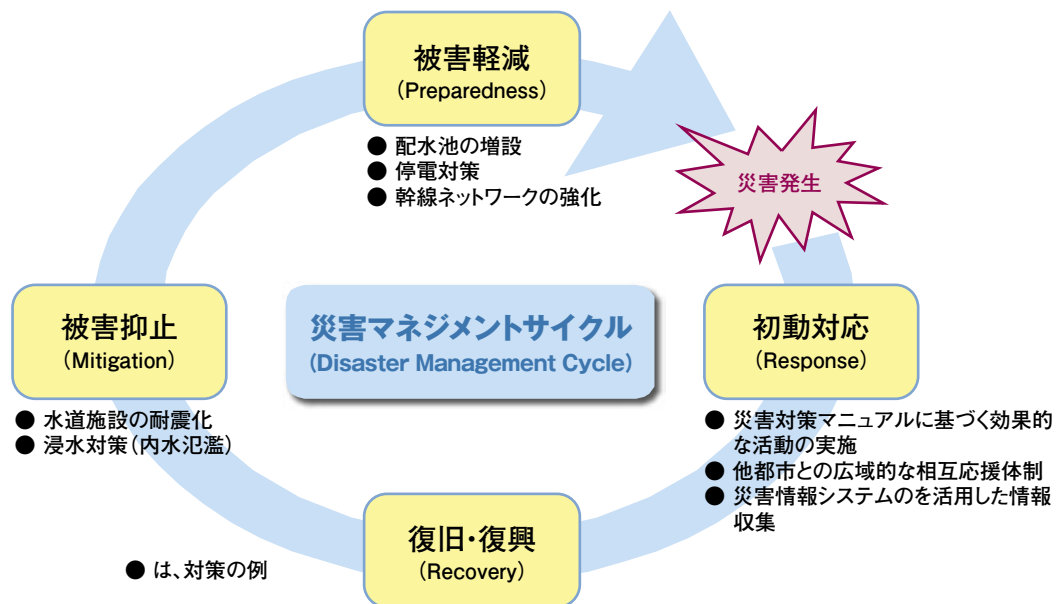 被害軽減
(Preparedness)
● 配水池の増設
● 停電対策
● 幹線ネットワークの強化
災害発生
被害抑止
(Mitigation)
● 水道施設の耐震化
● 浸水対策(内水氾濫)
災害マネジメントサイクル
(Disaster Management Cycle)
初動対応
(Response)
● 災害対策マニュアルに基づく効果的
な活動の実施
● 他都市との広域的な相互応援体制
● 災害情報システムのを活用した情報
収集
復旧・復興
(Recovery)
● は、対策の例